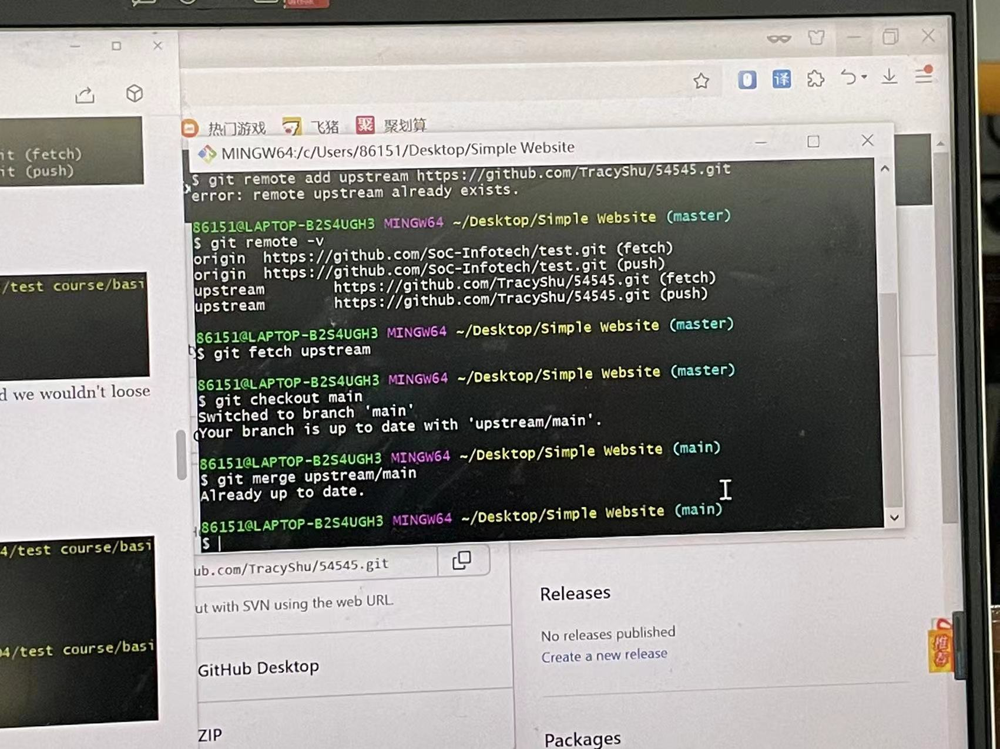 热门游戏 飞猪 聚 聚划算
译
it (fetch)
it (push)
/test course/basi
d we wouldn't loose
4/test course/basi
04/test course/basi
MINGW64:/c/Users/86151/Desktop/Simple Website
$ git remote add upstream https://github.com/TracyShu/54545.git
error: remote upstream already exists.
86151@LAPTOP-B2S4UGH3 MINGW64 ~/Desktop/Simple Website (master)
$ git remote -v
origin https://github.com/SoC-Infotech/test.git (fetch)
origin https://github.com/SoC-Infotech/test.git (push)
upstream https://github.com/TracyShu/54545.git (fetch)
upstream https://github.com/TracyShu/54545.git (push)
86151@LAPTOP-B2S4UGH3 MINGW64 ~/Desktop/Simple Website (master)
$ git fetch upstream
86151@LAPTOP-B2S4UGH3 MINGW64 ~/Desktop/Simple Website (master)
$ git checkout main
Switched to branch 'main'
Your branch is up to date with 'upstream/main'.
86151@LAPTOP-B2S4UGH3 MINGW64 ~/Desktop/Simple Website (main)
$ git merge upstream/main
Already up to date.
86151@LAPTOP-B2S4UGH3 MINGW64 ~/Desktop/Simple Website (main)
$
ub.com/TracyShu/54545.git
ut with SVN using the web URL.
GitHub Desktop
ZIP
Releases
No releases published
Create a new release
Packages